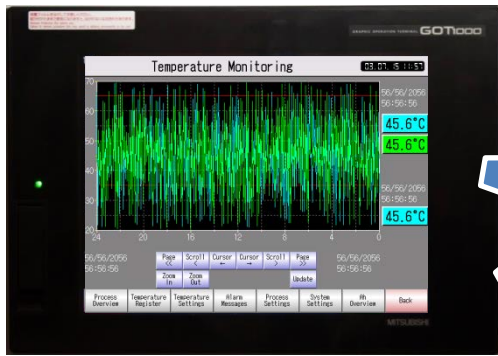 GRAPHIC OPERATION TERMINAL GOT1000
Temperature Monitoring
03.07.15 11:57
70
60
50
40
30
20
24 20 16 12 8 4 0
56/56/2056
56:56:56
45.6°C
45.6°C
56/56/2056
56:56:56
45.6°C
56/56/2056
56:56:56
Page << Scroll < Cursor ← Cursor → Scroll > Page >>
Zoom In Zoom Out Update
56/56/2056
56:56:56
Process Overview
Temperature Register
Temperature Settings
Alarm Messages
Process Settings
System Settings
Ah Overview
Back
MITSUBISHI